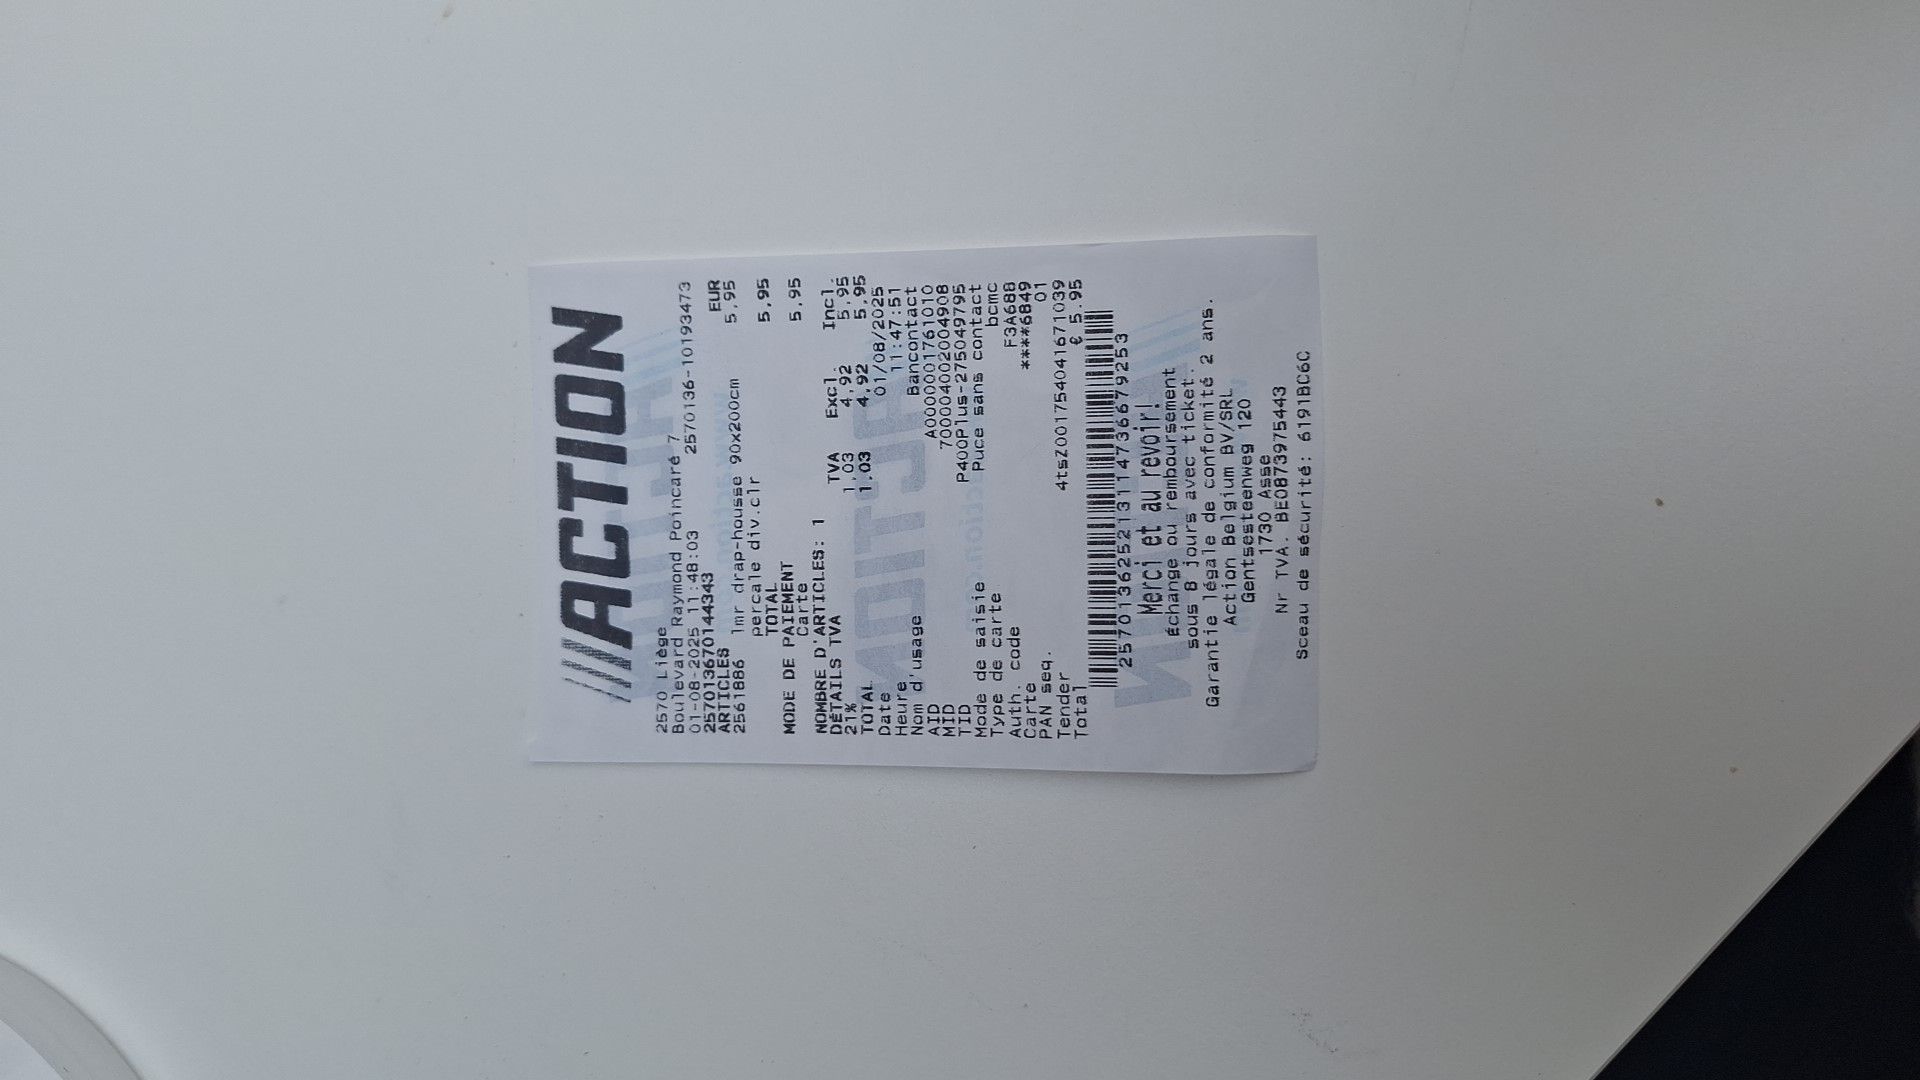 ///ACTION
2570 Liège
Boulevard Raymond Poincaré 7
01-08-2025 11:48:03 2570136-10193473
2570136701443​43
ARTICLES EUR
2561886 1mr drap-housse 90x200cm 5,95
percale div.clr
TOTAL 5,95
MODE DE PAIEMENT
Carte 5,95
NOMBRE D'ARTICLES: 1
DÉTAILS TVA TVA Excl. Incl.
21% 1,03 4,92 5,95
TOTAL 1,03 4,92 5,95
Date 01/08/2025
Heure 11:47:51
Nom d'usage Bancontact
AID A0000001761010
MID 70004002004908
TID P400Plus-275049795
Mode de saisie Puce sans contact
Type de carte bcmc
Auth. code F3A688
Carte ****6849
PAN seq. 01
Tender 4tsZ001754041671039
Total € 5.95
257013625213114736679253
Merci et au revoir!
Échange ou remboursement
sous 8 jours avec ticket.
Garantie légale de conformité 2 ans.
Action Belgium BV/SRL
Gentsesteenweg 120
1730 Asse
Nr TVA. BE0873975443
Sceau de sécurité: 6191BC6C